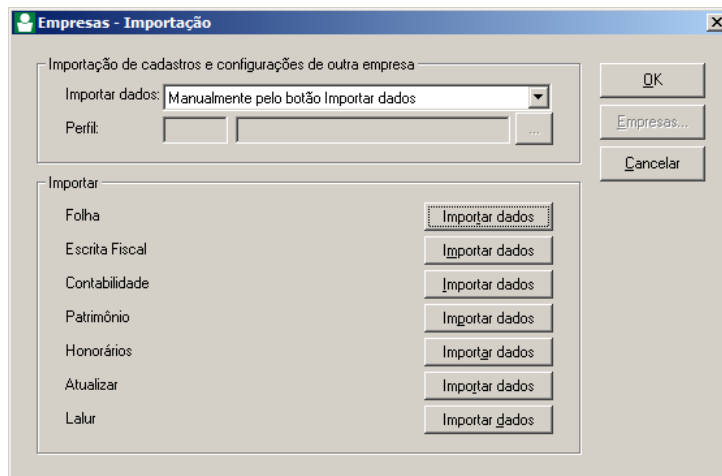 Empresas - Importação
Importação de cadastros e configurações de outra empresa
Importar dados: Manualmente pelo botão Importar dados
Perfil: ...
OK
Empresas...
Cancelar
Importar
Folha Importar dados
Escrita Fiscal Importar dados
Contabilidade Importar dados
Patrimônio Importar dados
Honorários Importar dados
Atualizar Importar dados
Lalur Importar dados